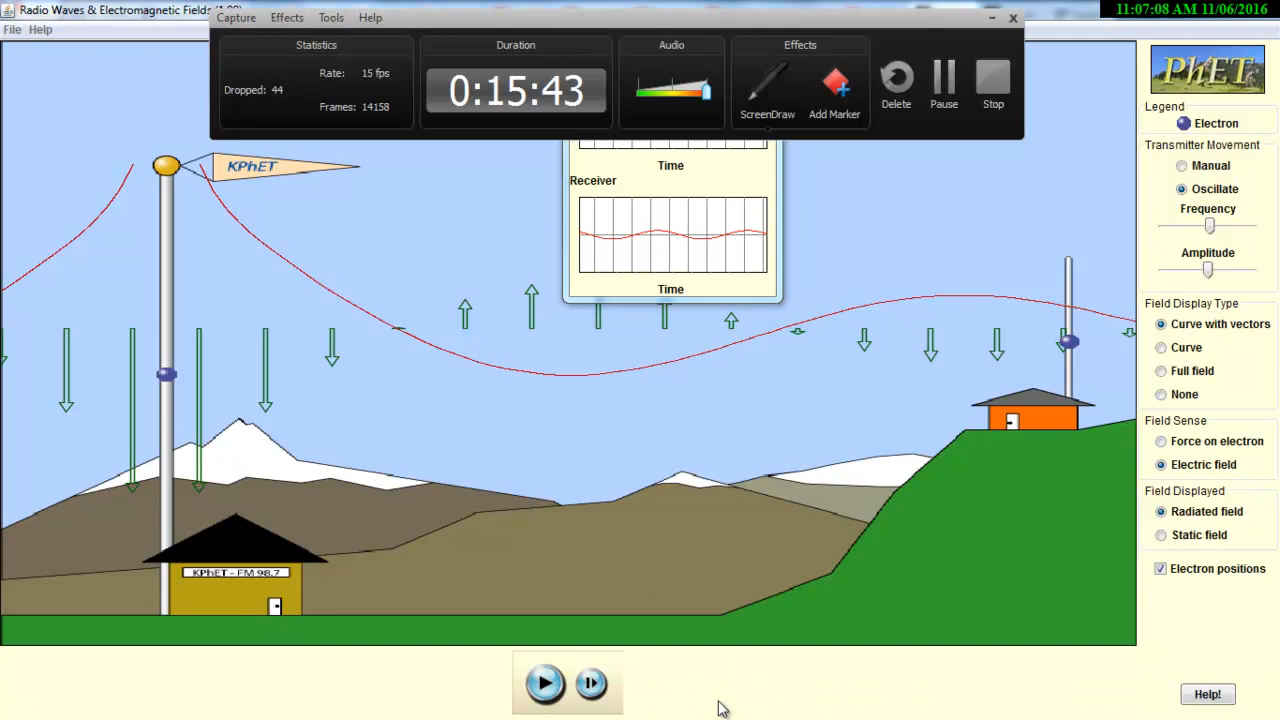 Radio Waves & Electromagnetic Fields
11:07:08 AM 11/06/2016
File Help
Capture Effects Tools Help
Statistics
Rate: 15 fps
Dropped: 44
Frames: 14158
Duration
0:15:43
Audio
Effects
ScreenDraw
Add Marker
Delete
Pause
Stop
Time
Receiver
Time
KPhET
KPhET - FM 98.7
PhET
Legend
Electron
Transmitter Movement
Manual
Oscillate
Frequency
Amplitude
Field Display Type
Curve with vectors
Curve
Full field
None
Field Sense
Force on electron
Electric field
Field Displayed
Radiated field
Static field
Electron positions
Help!